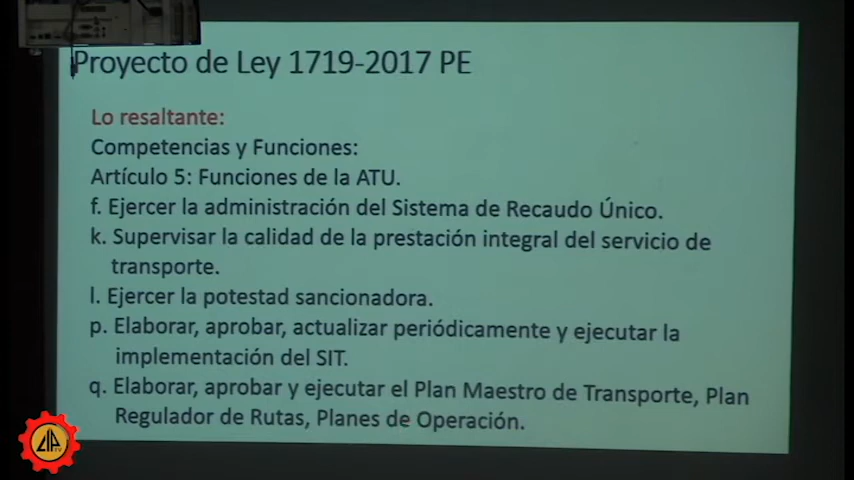 Proyecto de Ley 1719-2017 PE
Lo resaltante:
Competencias y Funciones:
Artículo 5: Funciones de la ATU.
f. Ejercer la administración del Sistema de Recaudo Único.
k. Supervisar la calidad de la prestación integral del servicio de
transporte.
l. Ejercer la potestad sancionadora.
p. Elaborar, aprobar, actualizar periódicamente y ejecutar la
implementación del SIT.
q. Elaborar, aprobar y ejecutar el Plan Maestro de Transporte, Plan
Regulador de Rutas, Planes de Operación.